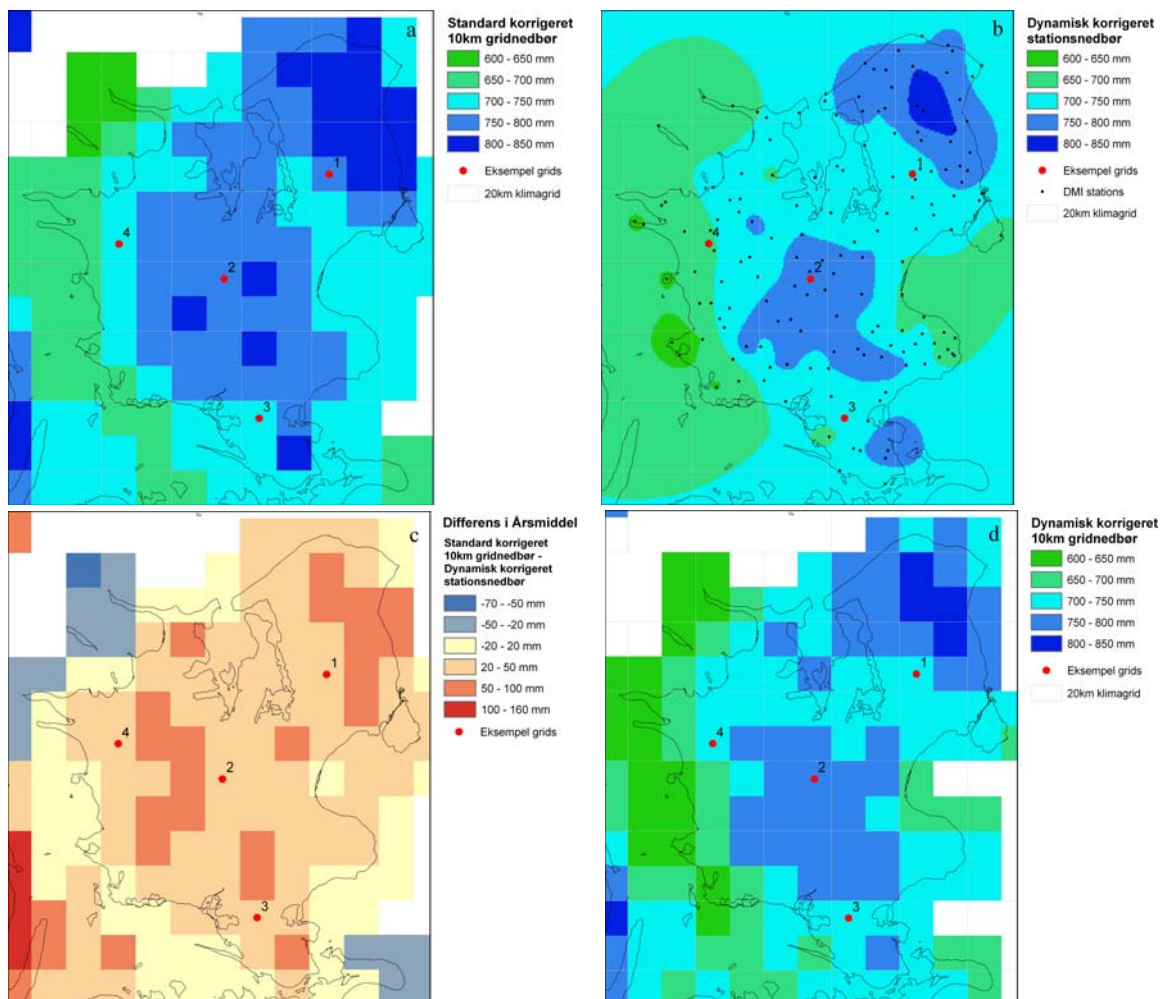 a
Standard korrigeret
10km gridnedbør
600 - 650 mm
650 - 700 mm
700 - 750 mm
750 - 800 mm
800 - 850 mm
Eksempel grids
20km klimagrid
1
4
2
3
b
Dynamisk korrigeret
stationsnedbør
600 - 650 mm
650 - 700 mm
700 - 750 mm
750 - 800 mm
800 - 850 mm
Eksempel grids
DMI stations
20km klimagrid
1
4
2
3
c
Differens i Årsmiddel
Standard korrigeret
10km gridnedbør -
Dynamisk korrigeret
stationsnedbør
-70 - -50 mm
-50 - -20 mm
-20 - 20 mm
20 - 50 mm
50 - 100 mm
100 - 160 mm
Eksempel grids
1
4
2
3
d
Dynamisk korrigeret
10km gridnedbør
600 - 650 mm
650 - 700 mm
700 - 750 mm
750 - 800 mm
800 - 850 mm
Eksempel grids
20km klimagrid
1
4
2
3